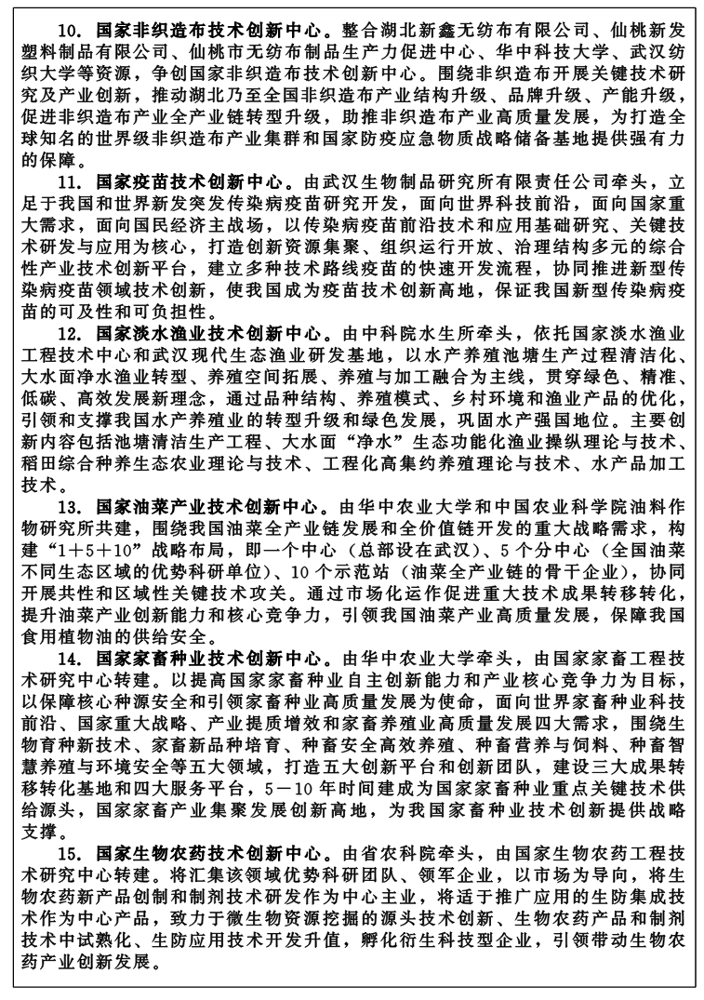 10. 国家非织造布技术创新中心。整合湖北新鑫无纺布有限公司、仙桃新发
塑料制品有限公司、仙桃市无纺布制品生产力促进中心、华中科技大学、武汉纺
织大学等资源，争创国家非织造布技术创新中心。围绕非织造布开展关键技术研
究及产业创新，推动湖北乃至全国非织造布产业结构升级、品牌升级、产能升级，
促进非织造布产业全产业链转型升级，助推非织造布产业高质量发展，为打造全
球知名的世界级非织造布产业集群和国家防疫应急物质战略储备基地提供强有力
的保障。
11. 国家疫苗技术创新中心。由武汉生物制品研究所有限责任公司牵头，立
足于我国和世界新发突发传染病疫苗研究开发，面向世界科技前沿，面向国家重
大需求，面向国民经济主战场，以传染病疫苗前沿技术和应用基础研究、关键技
术研发与应用为核心，打造创新资源集聚、组织运行开放、治理结构多元的综合
性产业技术创新平台，建立多种技术路线疫苗的快速开发流程，协同推进新型传
染病疫苗领域技术创新，使我国成为疫苗技术创新高地，保证我国新型传染病疫
苗的可及性和可负担性。
12. 国家淡水渔业技术创新中心。由中科院水生所牵头，依托国家淡水渔业
工程技术中心和武汉现代生态渔业研发基地，以水产养殖池塘生产过程清洁化、
大水面净水渔业转型、养殖空间拓展、养殖与加工融合为主线，贯穿绿色、精准、
低碳、高效发展新理念，通过品种结构、养殖模式、乡村环境和渔业产品的优化，
引领和支撑我国水产养殖业的转型升级和绿色发展，巩固水产强国地位。主要创
新内容包括池塘清洁生产工程、大水面“净水”生态功能化渔业操纵理论与技术、
稻田综合种养生态农业理论与技术、工程化高集约养殖理论与技术、水产品加工
技术。
13. 国家油菜产业技术创新中心。由华中农业大学和中国农业科学院油料作
物研究所共建，围绕我国油菜全产业链发展和全价值链开发的重大战略需求，构
建“1＋5＋10”战略布局，即一个中心（总部设在武汉）、5 个分中心（全国油菜
不同生态区域的优势科研单位）、10 个示范站（油菜全产业链的骨干企业），协同
开展共性和区域性关键技术攻关。通过市场化运作促进重大技术成果转移转化，
提升油菜产业创新能力和核心竞争力，引领我国油菜产业高质量发展，保障我国
食用植物油的供给安全。
14. 国家家畜种业技术创新中心。由华中农业大学牵头，由国家家畜工程技
术研究中心转建。以提高国家家畜种业自主创新能力和产业核心竞争力为目标，
以保障核心种源安全和引领家畜种业高质量发展为使命，面向世界家畜种业科技
前沿、国家重大战略、产业提质增效和家畜养殖业高质量发展四大需求，围绕生
物育种新技术、家畜新品种培育、种畜安全高效养殖、种畜营养与饲料、种畜智
慧养殖与环境安全等五大领域，打造五大创新平台和创新团队，建设三大成果转
移转化基地和四大服务平台，5－10 年时间建成为国家家畜种业重点关键技术供
给源头，国家家畜产业集聚发展创新高地，为我国家畜种业技术创新提供战略
支撑。
15. 国家生物农药技术创新中心。由省农科院牵头，由国家生物农药工程技
术研究中心转建。将汇集该领域优势科研团队、领军企业，以市场为导向，将生
物农药新产品创制和制剂技术研发作为中心主业，将适于推广应用的生防集成技
术作为中心产品，致力于微生物资源挖掘的源头技术创新、生物农药产品和制剂
技术中试熟化、生防应用技术开发升值，孵化衍生科技型企业，引领带动生物农
药产业创新发展。